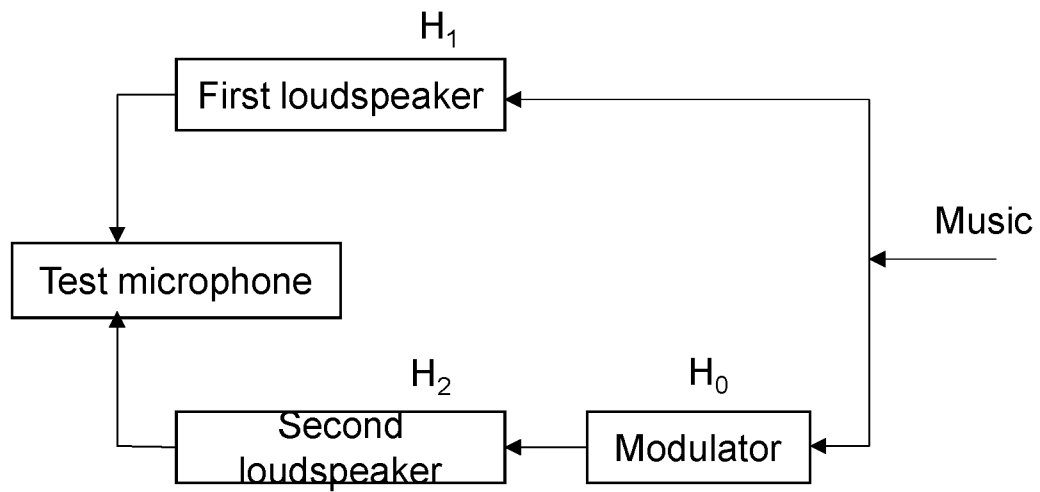 H₁
First loudspeaker
Music
Test microphone
H₂
H₀
Second
loudspeaker
Modulator